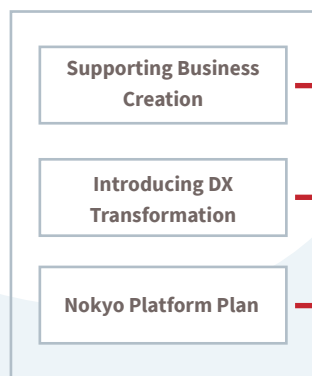 Supporting Business
Creation
Introducing DX
Transformation
Nokyo Platform Plan